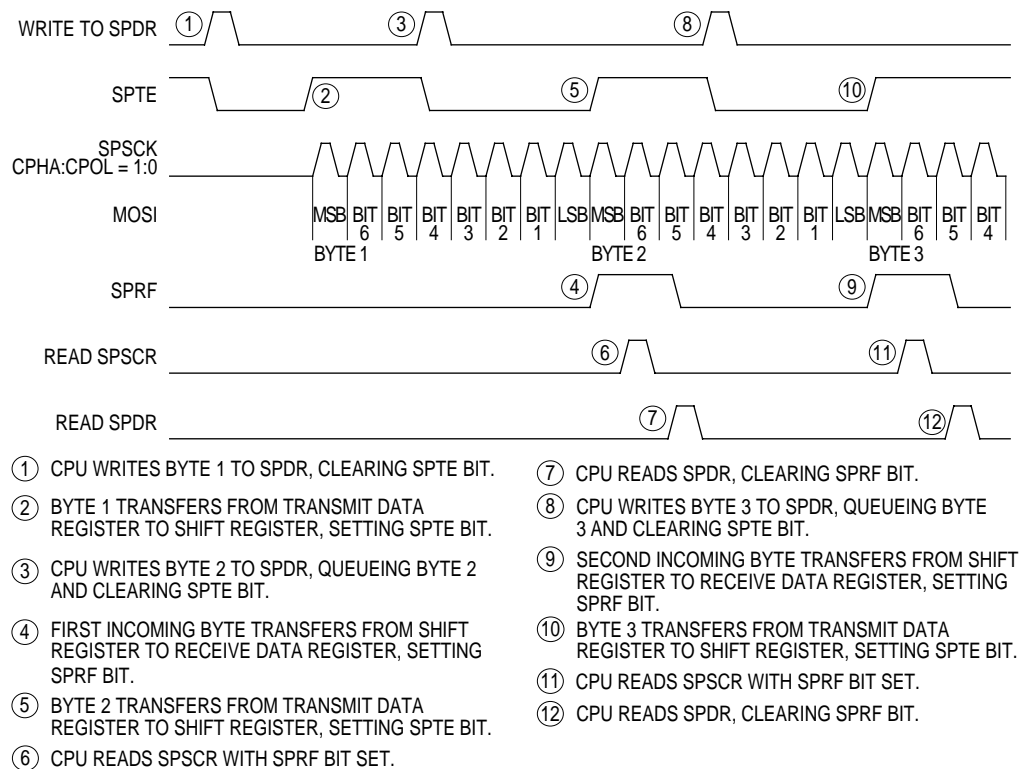 WRITE TO SPDR
1
3
8
SPTE
2
5
10
SPSCK
CPHA:CPOL = 1:0
MOSI
MSB BIT BIT BIT BIT BIT BIT LSB MSB BIT BIT BIT BIT BIT BIT LSB MSB BIT BIT BIT
6 5 4 3 2 1 6 5 4 3 2 1 6 5 4
BYTE 1 BYTE 2 BYTE 3
SPRF
4
9
READ SPSCR
6
11
READ SPDR
7
12
1 CPU WRITES BYTE 1 TO SPDR, CLEARING SPTE BIT.
2 BYTE 1 TRANSFERS FROM TRANSMIT DATA
REGISTER TO SHIFT REGISTER, SETTING SPTE BIT.
3 CPU WRITES BYTE 2 TO SPDR, QUEUEING BYTE 2
AND CLEARING SPTE BIT.
4 FIRST INCOMING BYTE TRANSFERS FROM SHIFT
REGISTER TO RECEIVE DATA REGISTER, SETTING
SPRF BIT.
5 BYTE 2 TRANSFERS FROM TRANSMIT DATA
REGISTER TO SHIFT REGISTER, SETTING SPTE BIT.
6 CPU READS SPSCR WITH SPRF BIT SET.
7 CPU READS SPDR, CLEARING SPRF BIT.
8 CPU WRITES BYTE 3 TO SPDR, QUEUEING BYTE
3 AND CLEARING SPTE BIT.
9 SECOND INCOMING BYTE TRANSFERS FROM SHIFT
REGISTER TO RECEIVE DATA REGISTER, SETTING
SPRF BIT.
10 BYTE 3 TRANSFERS FROM TRANSMIT DATA
REGISTER TO SHIFT REGISTER, SETTING SPTE BIT.
11 CPU READS SPSCR WITH SPRF BIT SET.
12 CPU READS SPDR, CLEARING SPRF BIT.